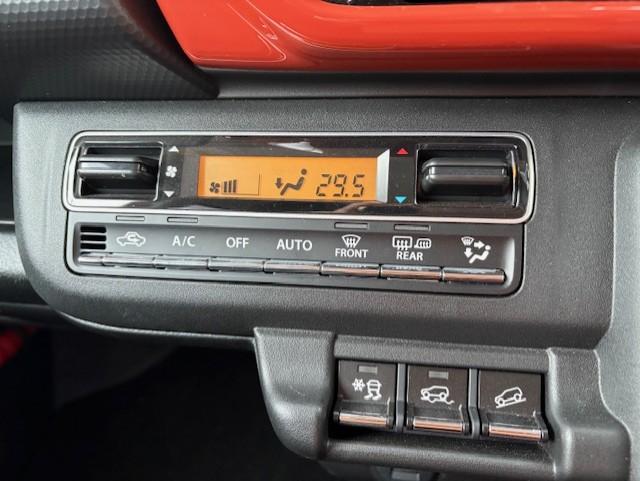 29.5
A/C OFF AUTO FRONT REAR